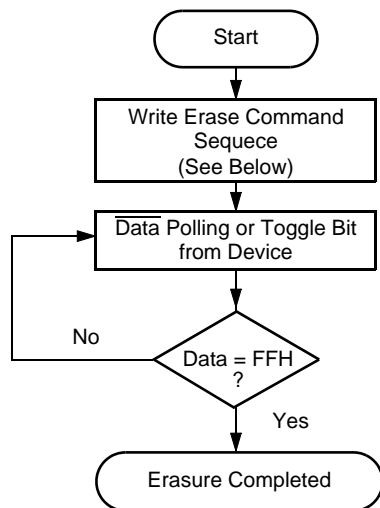 Start
Write Erase Command
Sequece
(See Below)
Data Polling or Toggle Bit
from Device
No
Data = FFH
?
Yes
Erasure Completed